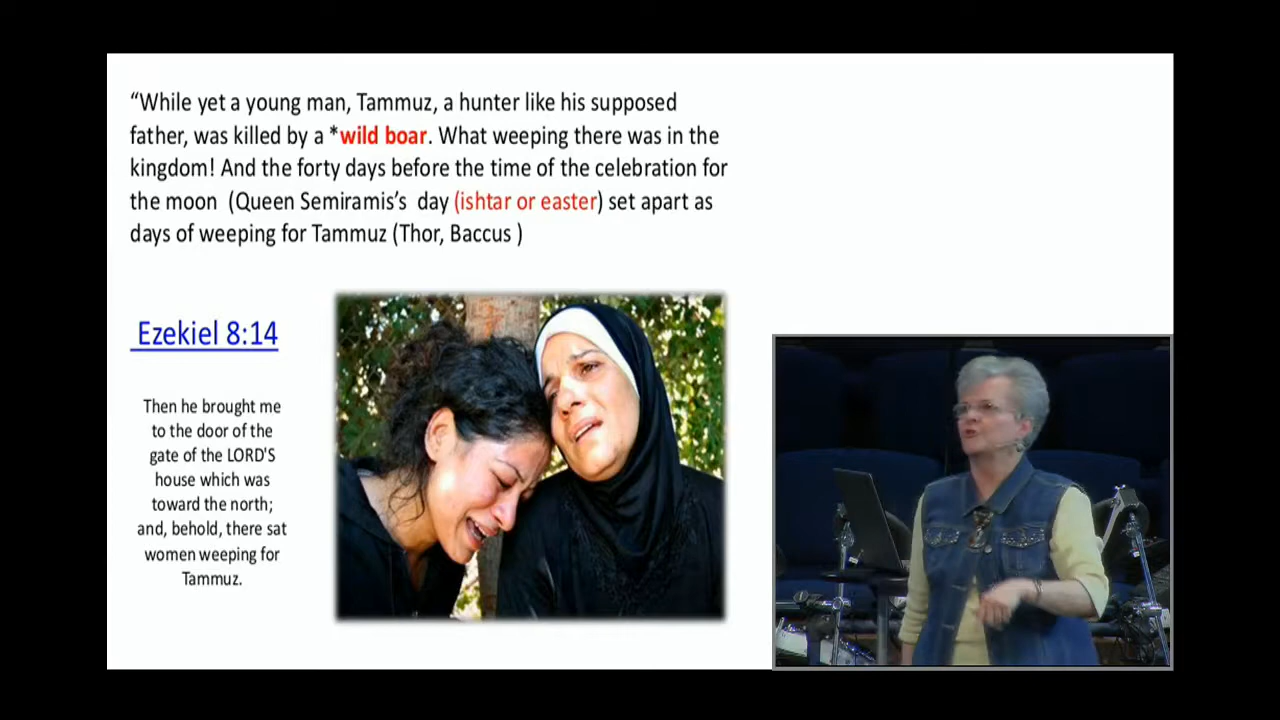 “While yet a young man, Tammuz, a hunter like his supposed
father, was killed by a *wild boar. What weeping there was in the
kingdom! And the forty days before the time of the celebration for
the moon  (Queen Semiramis’s  day (ishtar or easter) set apart as
days of weeping for Tammuz (Thor, Baccus )
Ezekiel 8:14
Then he brought me
to the door of the
gate of the LORD'S
house which was
toward the north;
and, behold, there sat
women weeping for
Tammuz.